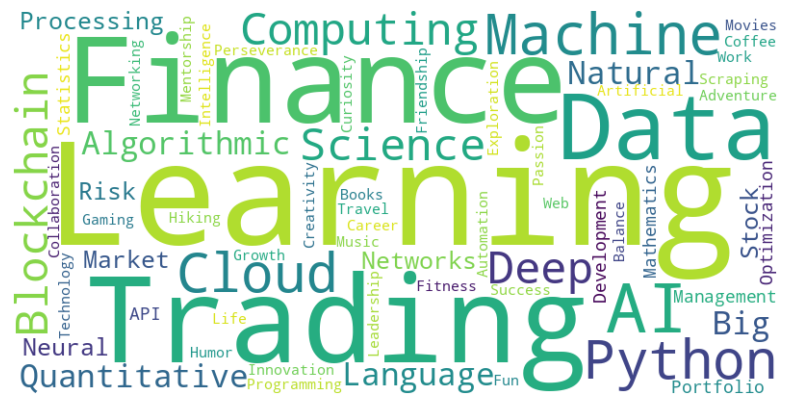 Processing
Computing
Machine
Movies
Coffee
Work
Finance
Statistics
Networking
Mentorship
Intelligence
Perseverance
Curiosity
Friendship
Exploration
Natural
Artificial
Scraping
Adventure
Blockchain
Algorithmic
Science
Data
Passion
Collaboration
Learning
Risk
Gaming
Hiking
Creativity
Books
Travel
Career
Music
Web
Automation
Development
Balance
Mathematics
Stock
Optimization
Technology
Market
Cloud
Growth
Networks
Deep
Fitness
Success
Management
API
Trading
Life
Leadership
AI
Big
Neural
Humor
Python
Quantitative
Innovation
Programming
Language
Fun
Portfolio